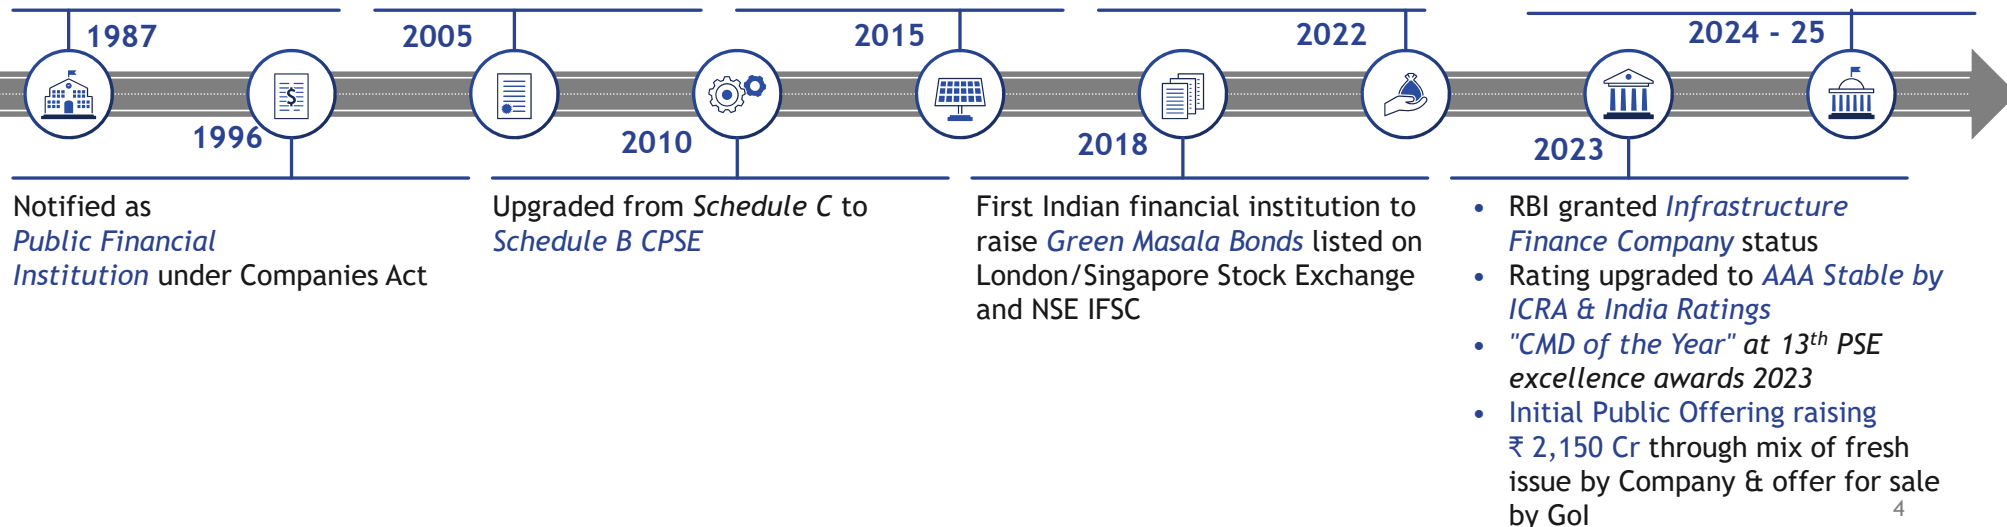 1987
2005
2015
2022
2024 - 25
$
1996
2010
2018
2023
Notified as
Public Financial
Institution under Companies Act
Upgraded from Schedule C to
Schedule B CPSE
First Indian financial institution to
raise Green Masala Bonds listed on
London/Singapore Stock Exchange
and NSE IFSC
• RBI granted Infrastructure
Finance Company status
• Rating upgraded to AAA Stable by
ICRA & India Ratings
• "CMD of the Year" at 13th PSE
excellence awards 2023
• Initial Public Offering raising
₹ 2,150 Cr through mix of fresh
issue by Company & offer for sale
by GoI
4